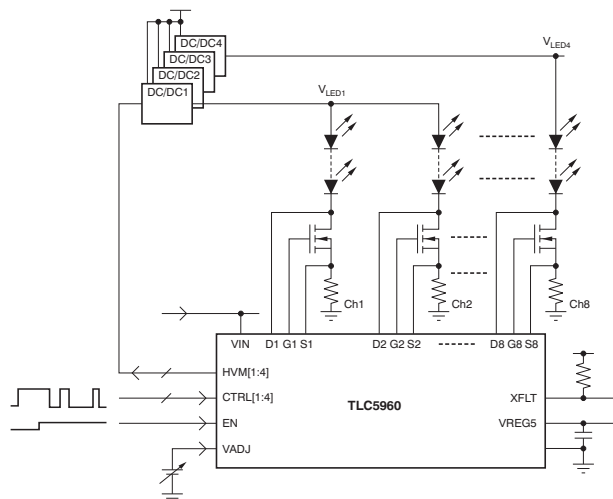 DC/DC4
DC/DC3
DC/DC2
DC/DC1
VLED4
VLED1
Ch1
Ch2
Ch8
VIN
D1 G1 S1
D2 G2 S2
D8 G8 S8
HVM[1:4]
CTRL[1:4]
TLC5960
XFLT
EN
VREG5
VADJ